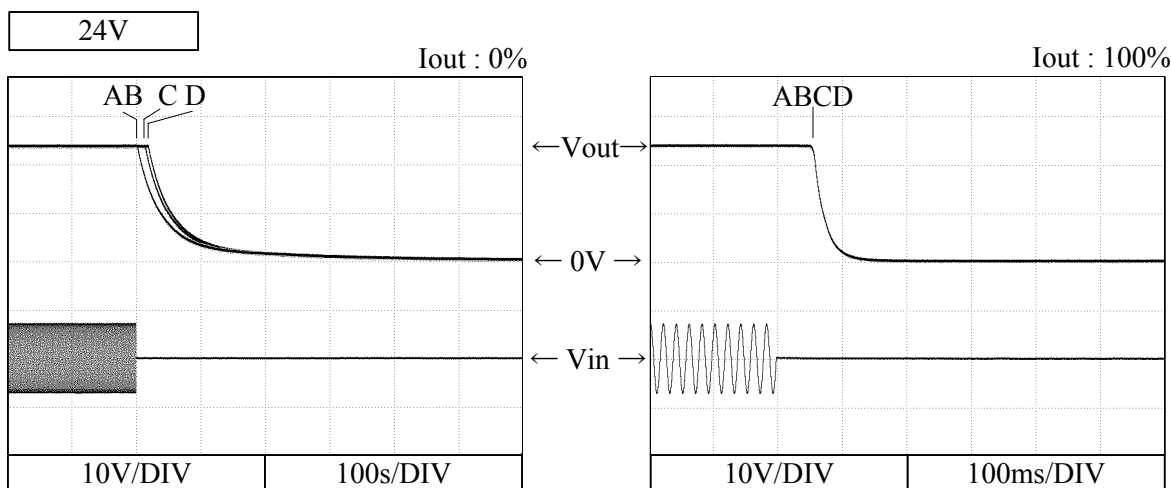 24V
Iout : 0%
Iout : 100%
AB C D
ABCD
←Vout→
← 0V →
← Vin →
10V/DIV 100s/DIV
10V/DIV 100ms/DIV